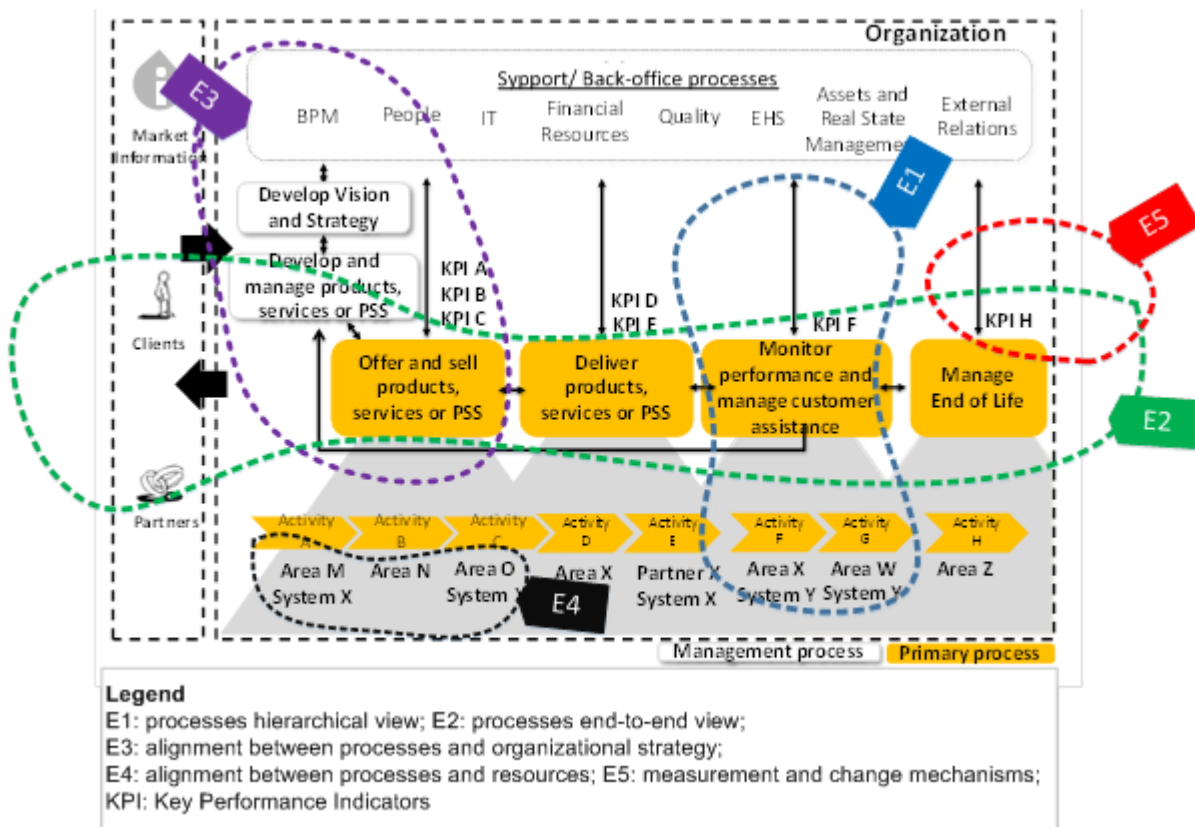 Organization
Sypport/ Back-office processes
BPM
People
IT
Financial
Resources
Quality
EHS
Assets and
Real State
Management
External
Relations
E3
Market
Information
E1
Develop Vision
and Strategy
E5
Develop and
manage products,
services or PSS
KPI A
KPI B
KPI C
KPI D
KPI E
KPI F
KPI H
Clients
Offer and sell
products,
services or PSS
Deliver
products,
services or PSS
Monitor
performance and
manage customer
assistance
Manage
End of Life
E2
Partners
Activity
A
Activity
B
Activity
C
Activity
D
Activity
E
Activity
F
Activity
G
Activity
H
Area M
System X
Area N
Area O
System
Area X
Partner X
System X
Area X
System Y
Area W
System Y
Area Z
E4
Management process
Primary process
Legend
E1: processes hierarchical view; E2: processes end-to-end view;
E3: alignment between processes and organizational strategy;
E4: alignment between processes and resources; E5: measurement and change mechanisms;
KPI: Key Performance Indicators